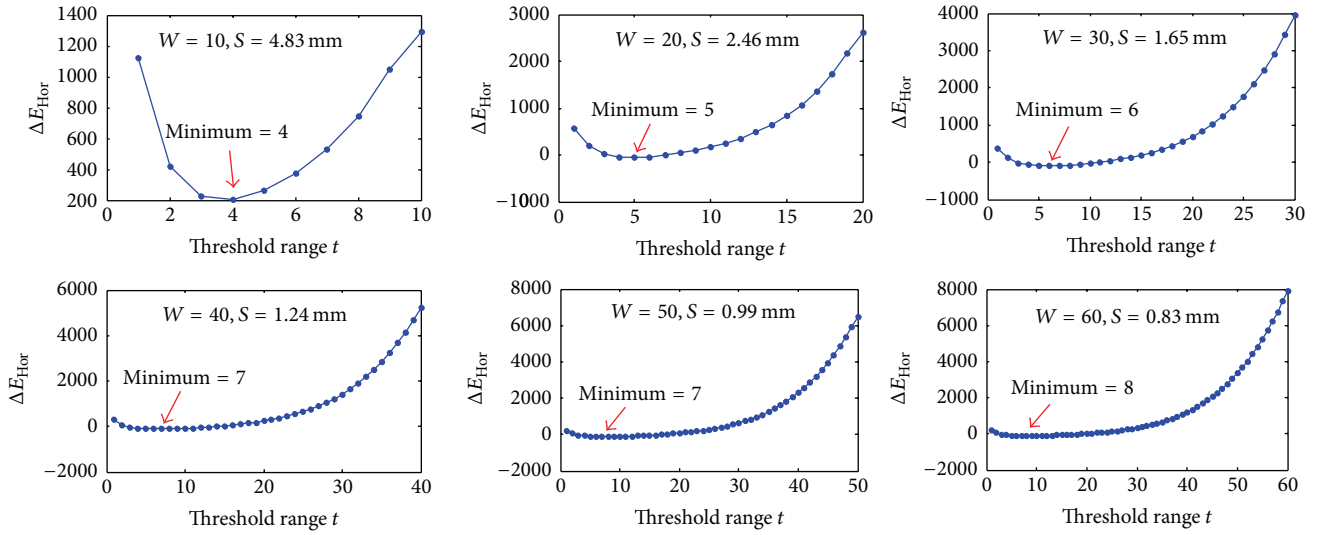 1400
1200
1000
800
600
400
200
0 2 4 6 8 10
ΔE_Hor
W = 10, S = 4.83 mm
Minimum = 4
Threshold range t
3000
2000
1000
0
−1000
0 5 10 15 20
ΔE_Hor
W = 20, S = 2.46 mm
Minimum = 5
Threshold range t
4000
3000
2000
1000
0
−1000
0 5 10 15 20 25 30
ΔE_Hor
W = 30, S = 1.65 mm
Minimum = 6
Threshold range t
6000
4000
2000
0
−2000
0 10 20 30 40
ΔE_Hor
W = 40, S = 1.24 mm
Minimum = 7
Threshold range t
8000
6000
4000
2000
0
−2000
0 10 20 30 40 50
ΔE_Hor
W = 50, S = 0.99 mm
Minimum = 7
Threshold range t
8000
6000
4000
2000
0
−2000
0 10 20 30 40 50 60
ΔE_Hor
W = 60, S = 0.83 mm
Minimum = 8
Threshold range t